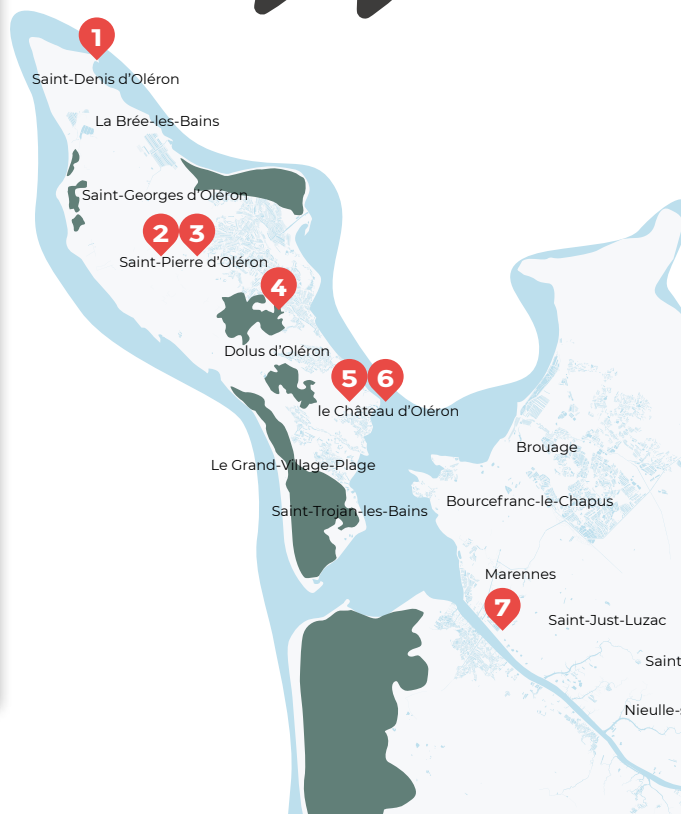 1
Saint-Denis d'Oléron
La Brée-les-Bains
Saint-Georges d'Oléron
2 3
Saint-Pierre d'Oléron
4
Dolus d'Oléron
5 6
le Château d'Oléron
Brouage
Le Grand-Village-Plage
Bourcefranc-le-Chapus
Saint-Trojan-les-Bains
Marennes
7
Saint-Just-Luzac
Saint
Nieulle-